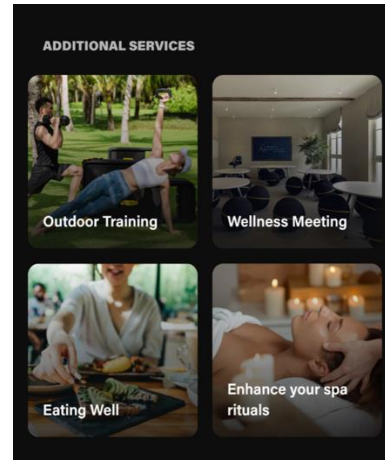 ADDITIONAL SERVICES
Outdoor Training
Wellness Meeting
Eating Well
Enhance your spa
rituals